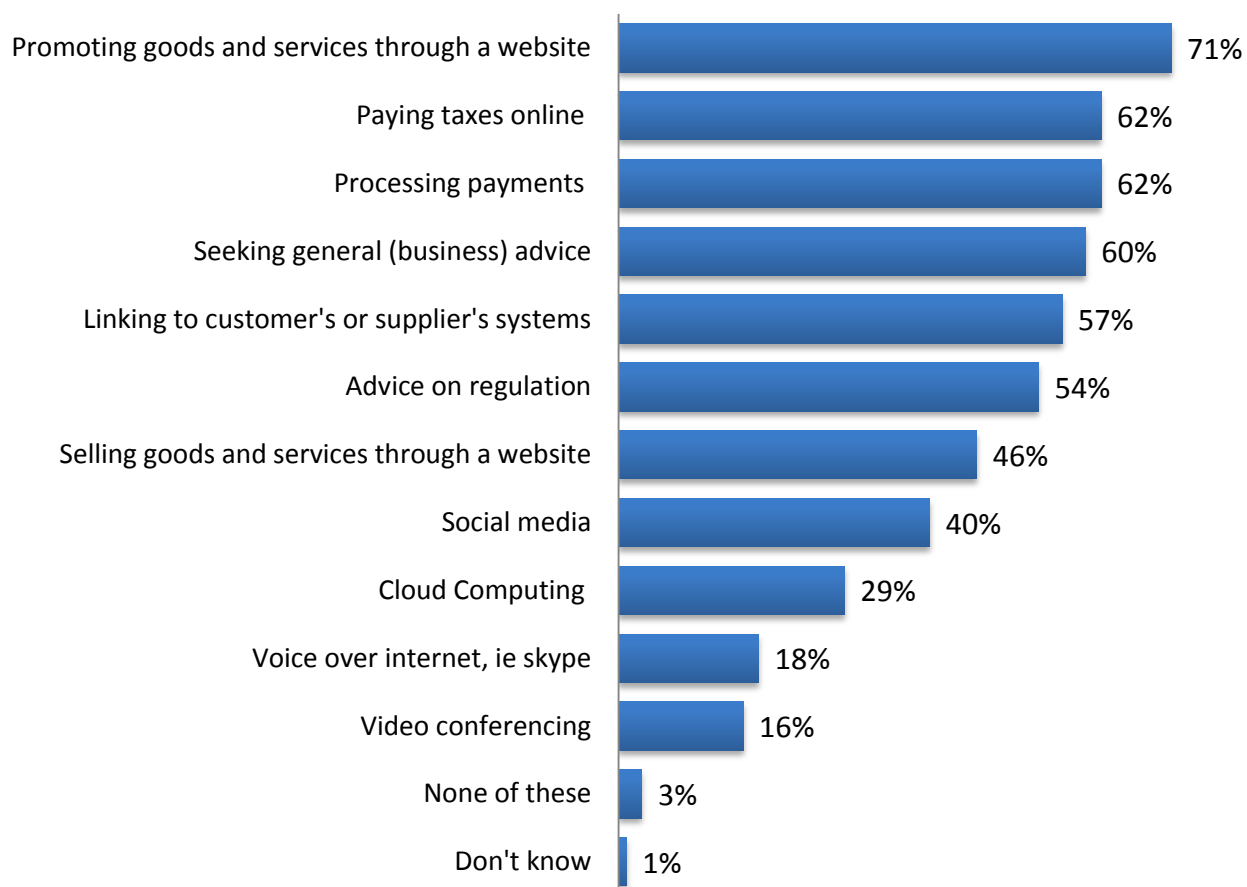 Promoting goods and services through a website 71%
Paying taxes online 62%
Processing payments 62%
Seeking general (business) advice 60%
Linking to customer's or supplier's systems 57%
Advice on regulation 54%
Selling goods and services through a website 46%
Social media 40%
Cloud Computing 29%
Voice over internet, ie skype 18%
Video conferencing 16%
None of these 3%
Don't know 1%